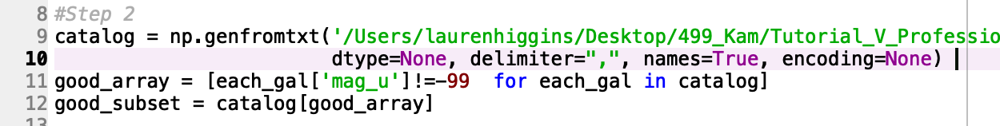 8 #Step 2
9 catalog = np.genfromtxt('/Users/laurenhiggins/Desktop/499_Kam/Tutorial_V_Professio
10 dtype=None, delimiter=",", names=True, encoding=None)
11 good_array = [each_gal['mag_u']!=-99  for each_gal in catalog]
12 good_subset = catalog[good_array]
13